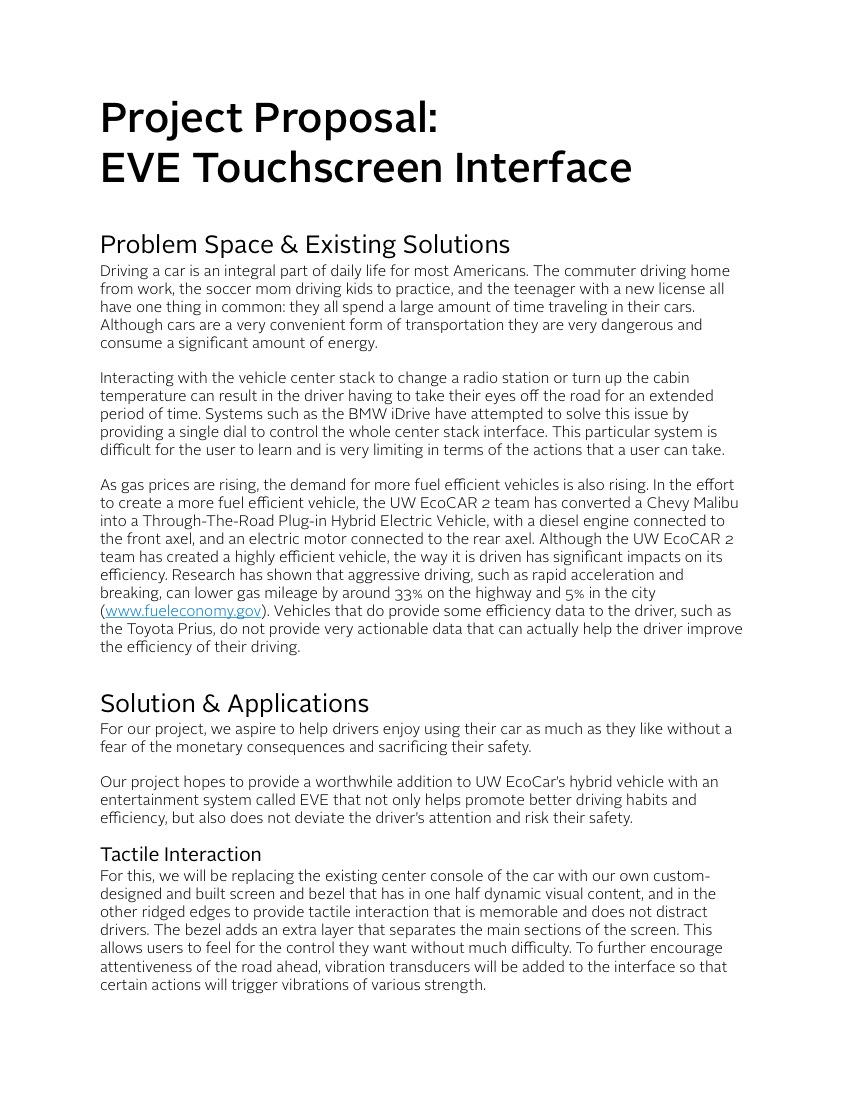 Project Proposal:
EVE Touchscreen Interface
Problem Space & Existing Solutions
Driving a car is an integral part of daily life for most Americans. The commuter driving home
from work, the soccer mom driving kids to practice, and the teenager with a new license all
have one thing in common: they all spend a large amount of time traveling in their cars.
Although cars are a very convenient form of transportation they are very dangerous and
consume a significant amount of energy.
Interacting with the vehicle center stack to change a radio station or turn up the cabin
temperature can result in the driver having to take their eyes off the road for an extended
period of time. Systems such as the BMW iDrive have attempted to solve this issue by
providing a single dial to control the whole center stack interface. This particular system is
difficult for the user to learn and is very limiting in terms of the actions that a user can take.
As gas prices are rising, the demand for more fuel efficient vehicles is also rising. In the effort
to create a more fuel efficient vehicle, the UW EcoCAR 2 team has converted a Chevy Malibu
into a Through-The-Road Plug-in Hybrid Electric Vehicle, with a diesel engine connected to
the front axel, and an electric motor connected to the rear axel. Although the UW EcoCAR 2
team has created a highly efficient vehicle, the way it is driven has significant impacts on its
efficiency. Research has shown that aggressive driving, such as rapid acceleration and
breaking, can lower gas mileage by around 33% on the highway and 5% in the city
(www.fueleconomy.gov). Vehicles that do provide some efficiency data to the driver, such as
the Toyota Prius, do not provide very actionable data that can actually help the driver improve
the efficiency of their driving.
Solution & Applications
For our project, we aspire to help drivers enjoy using their car as much as they like without a
fear of the monetary consequences and sacrificing their safety.
Our project hopes to provide a worthwhile addition to UW EcoCar's hybrid vehicle with an
entertainment system called EVE that not only helps promote better driving habits and
efficiency, but also does not deviate the driver's attention and risk their safety.
Tactile Interaction
For this, we will be replacing the existing center console of the car with our own custom-
designed and built screen and bezel that has in one half dynamic visual content, and in the
other ridged edges to provide tactile interaction that is memorable and does not distract
drivers. The bezel adds an extra layer that separates the main sections of the screen. This
allows users to feel for the control they want without much difficulty. To further encourage
attentiveness of the road ahead, vibration transducers will be added to the interface so that
certain actions will trigger vibrations of various strength.